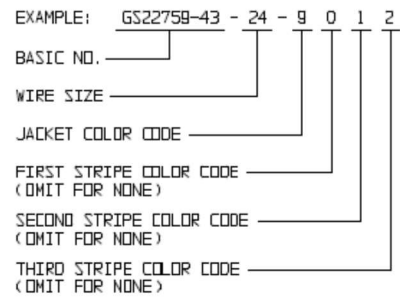 EXAMPLE: GS22759-43 - 24 - 9 0 1 2
BASIC NO.
WIRE SIZE
JACKET COLOR CODE
FIRST STRIPE COLOR CODE
(OMIT FOR NONE)
SECOND STRIPE COLOR CODE
(OMIT FOR NONE)
THIRD STRIPE COLOR CODE
(OMIT FOR NONE)